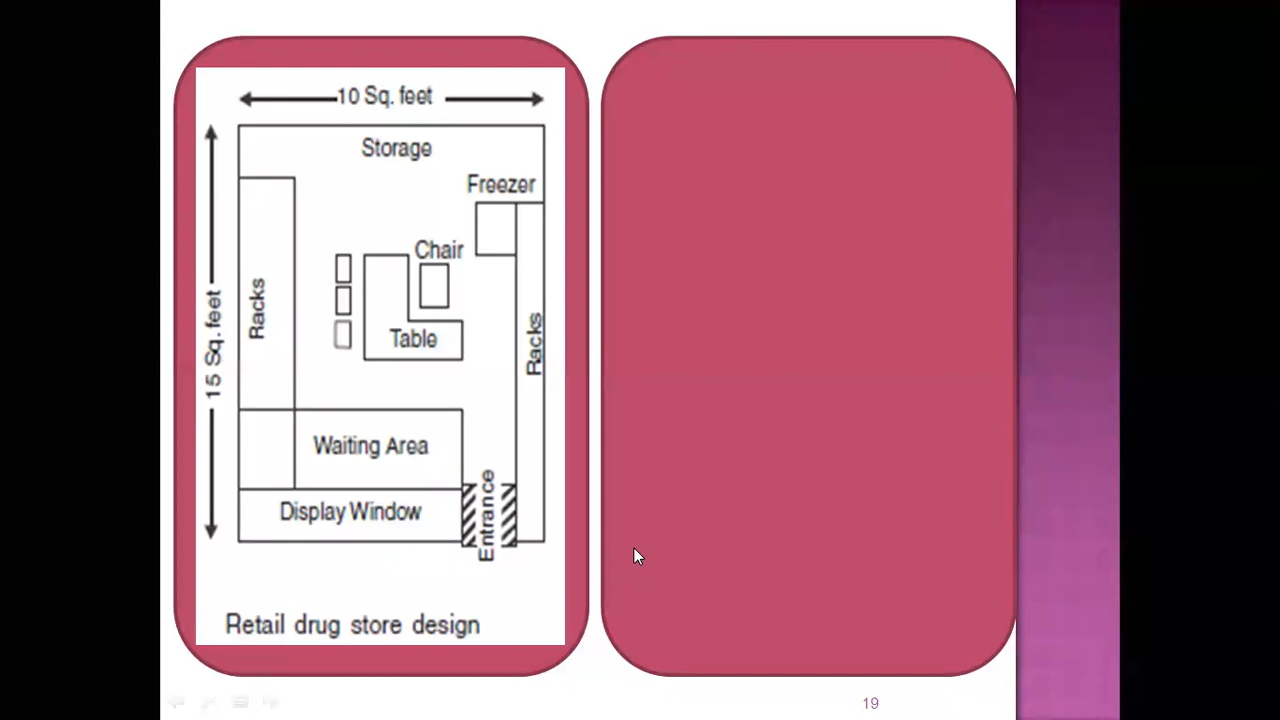 10 Sq. feet
Storage
Freezer
Chair
Racks
15 Sq. feet
Table
Racks
Waiting Area
Display Window
Entrance
Retail drug store design
19